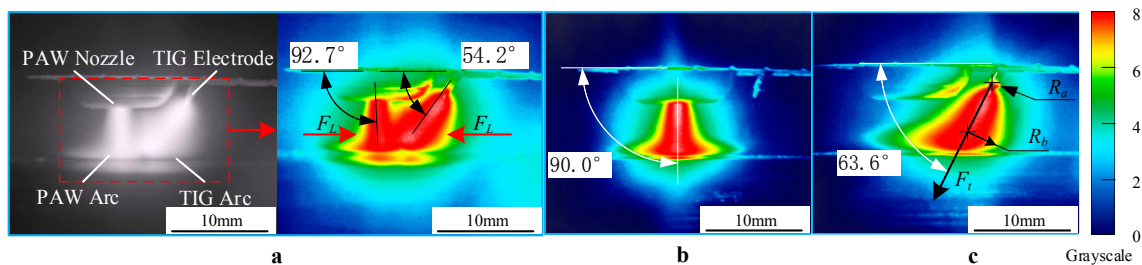 PAW Nozzle TIG Electrode
PAW Arc TIG Arc
10mm
92.7° 54.2°
F_L F_L
10mm
a
90.0°
10mm
b
63.6°
R_a
R_b
F_t
10mm
c
8
6
4
2
0
Grayscale